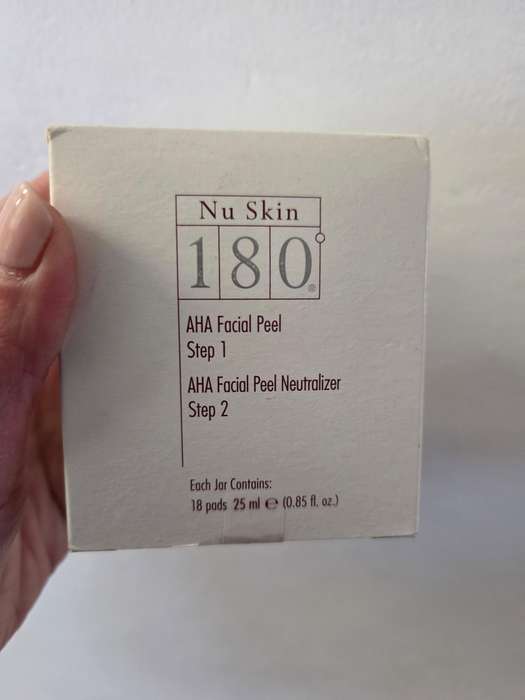 Nu Skin
180°®
AHA Facial Peel
Step 1
AHA Facial Peel Neutralizer
Step 2
Each Jar Contains:
18 pads 25 ml ℮ (0.85 fl. oz.)